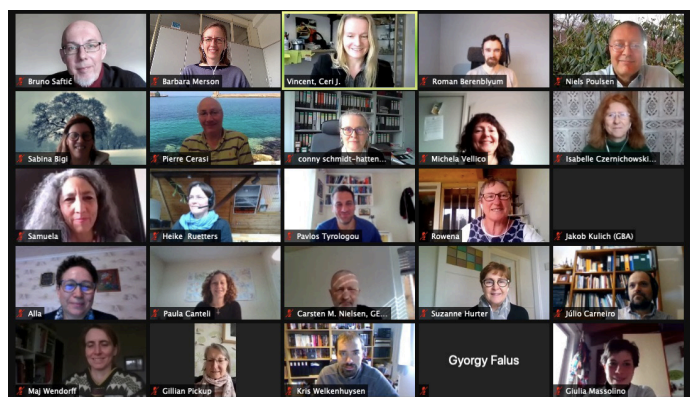 Bruno Saftić
Barbara Merson
Vincent, Ceri J.
Roman Berenblyum
Niels Poulsen
Sabina Bigi
Pierre Cerasi
conny schmidt-hatten...
Michela Vellico
Isabelle Czernichowski...
Samuela
Heike Ruetters
Pavlos Tyrologou
Rowena
Jakob Kulich (GBA)
Alla
Paula Canteli
Carsten M. Nielsen, GE...
Suzanne Hurter
Júlio Carneiro
Maj Wendorff
Gillian Pickup
Kris Welkenhuysen
Gyorgy Falus
Giulia Massolino